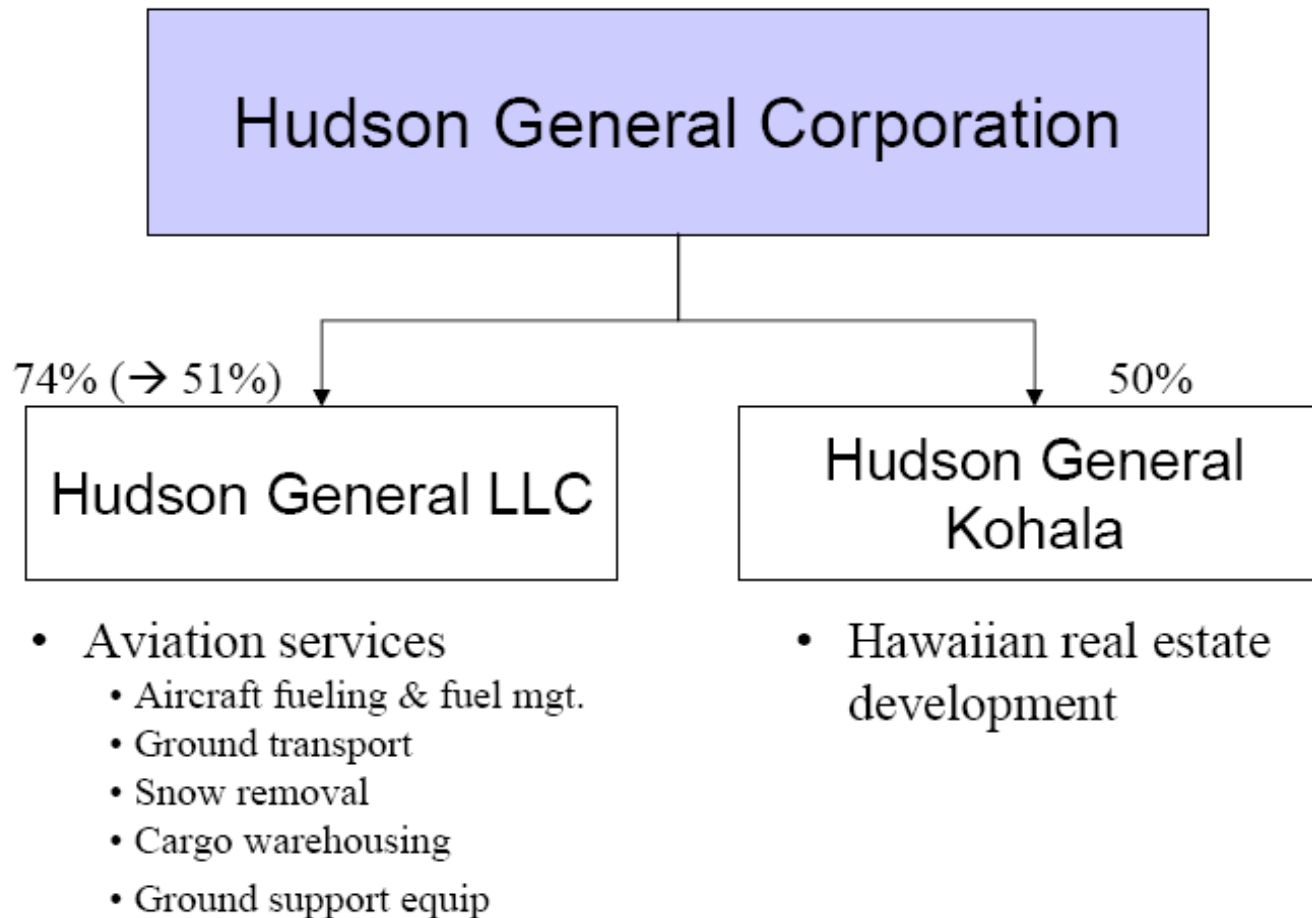 Hudson General Corporation
74% (→ 51%)
50%
Hudson General LLC
Hudson General
Kohala
• Aviation services
• Aircraft fueling & fuel mgt.
• Ground transport
• Snow removal
• Cargo warehousing
• Ground support equip
• Hawaiian real estate
development